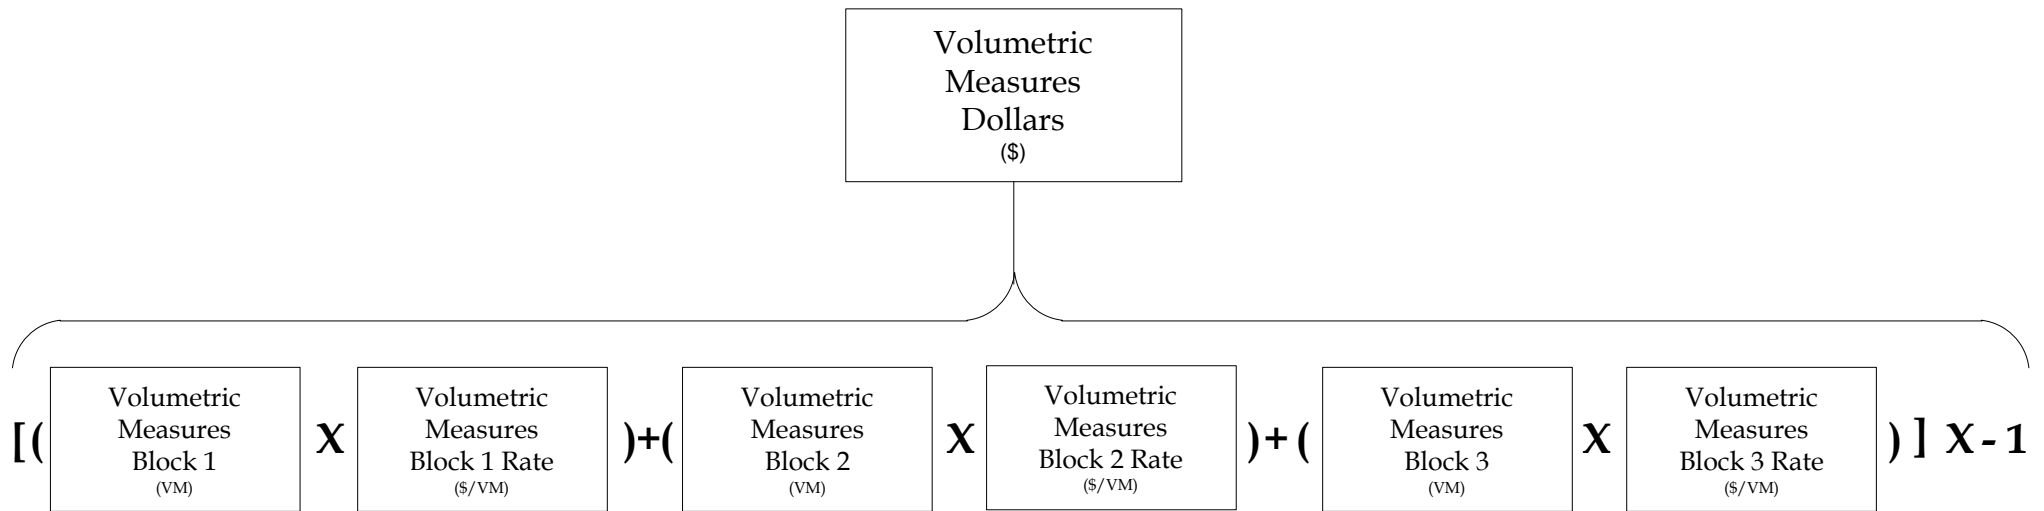 Volumetric
Measures
Dollars
($)
[(
Volumetric
Measures
Block 1
(VM)
X
Volumetric
Measures
Block 1 Rate
($/VM)
)+(
Volumetric
Measures
Block 2
(VM)
X
Volumetric
Measures
Block 2 Rate
($/VM)
)+(
Volumetric
Measures
Block 3
(VM)
X
Volumetric
Measures
Block 3 Rate
($/VM)
)] X-1